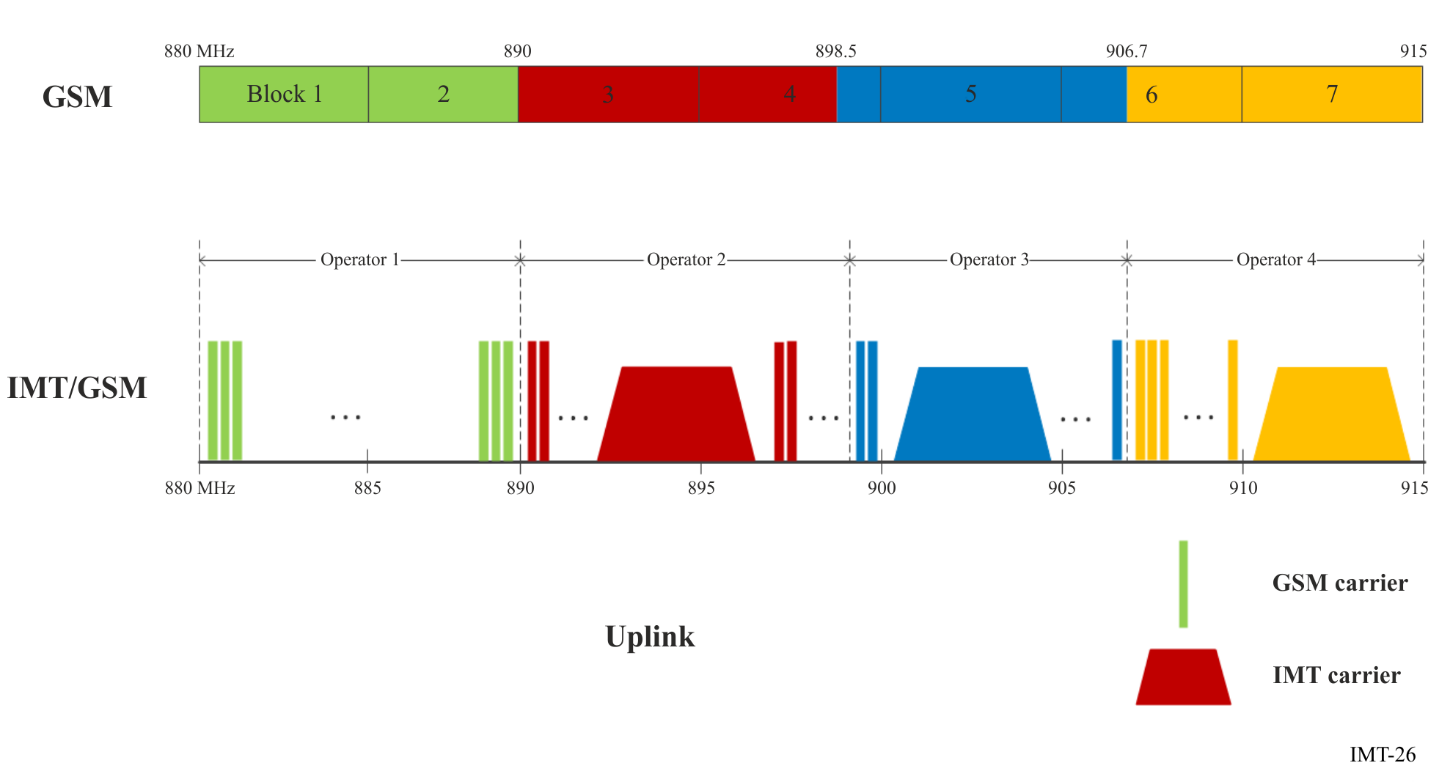 880 MHz 890 898.5 906.7 915
GSM Block 1 2 3 4 5 6 7
Operator 1 Operator 2 Operator 3 Operator 4
IMT/GSM
... ... ... ... ...
880 MHz 885 890 895 900 905 910 915
GSM carrier
Uplink
IMT carrier
IMT-26